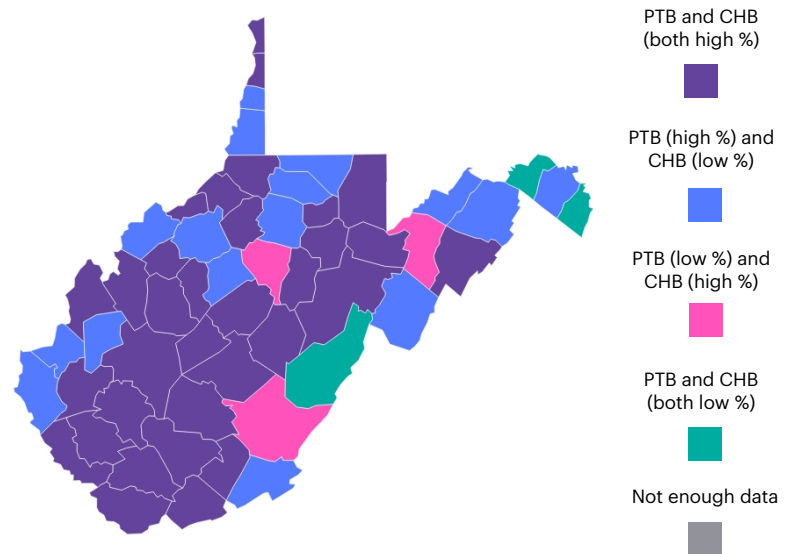 PTB and CHB
(both high %)
PTB (high %) and
CHB (low %)
PTB (low %) and
CHB (high %)
PTB and CHB
(both low %)
Not enough data